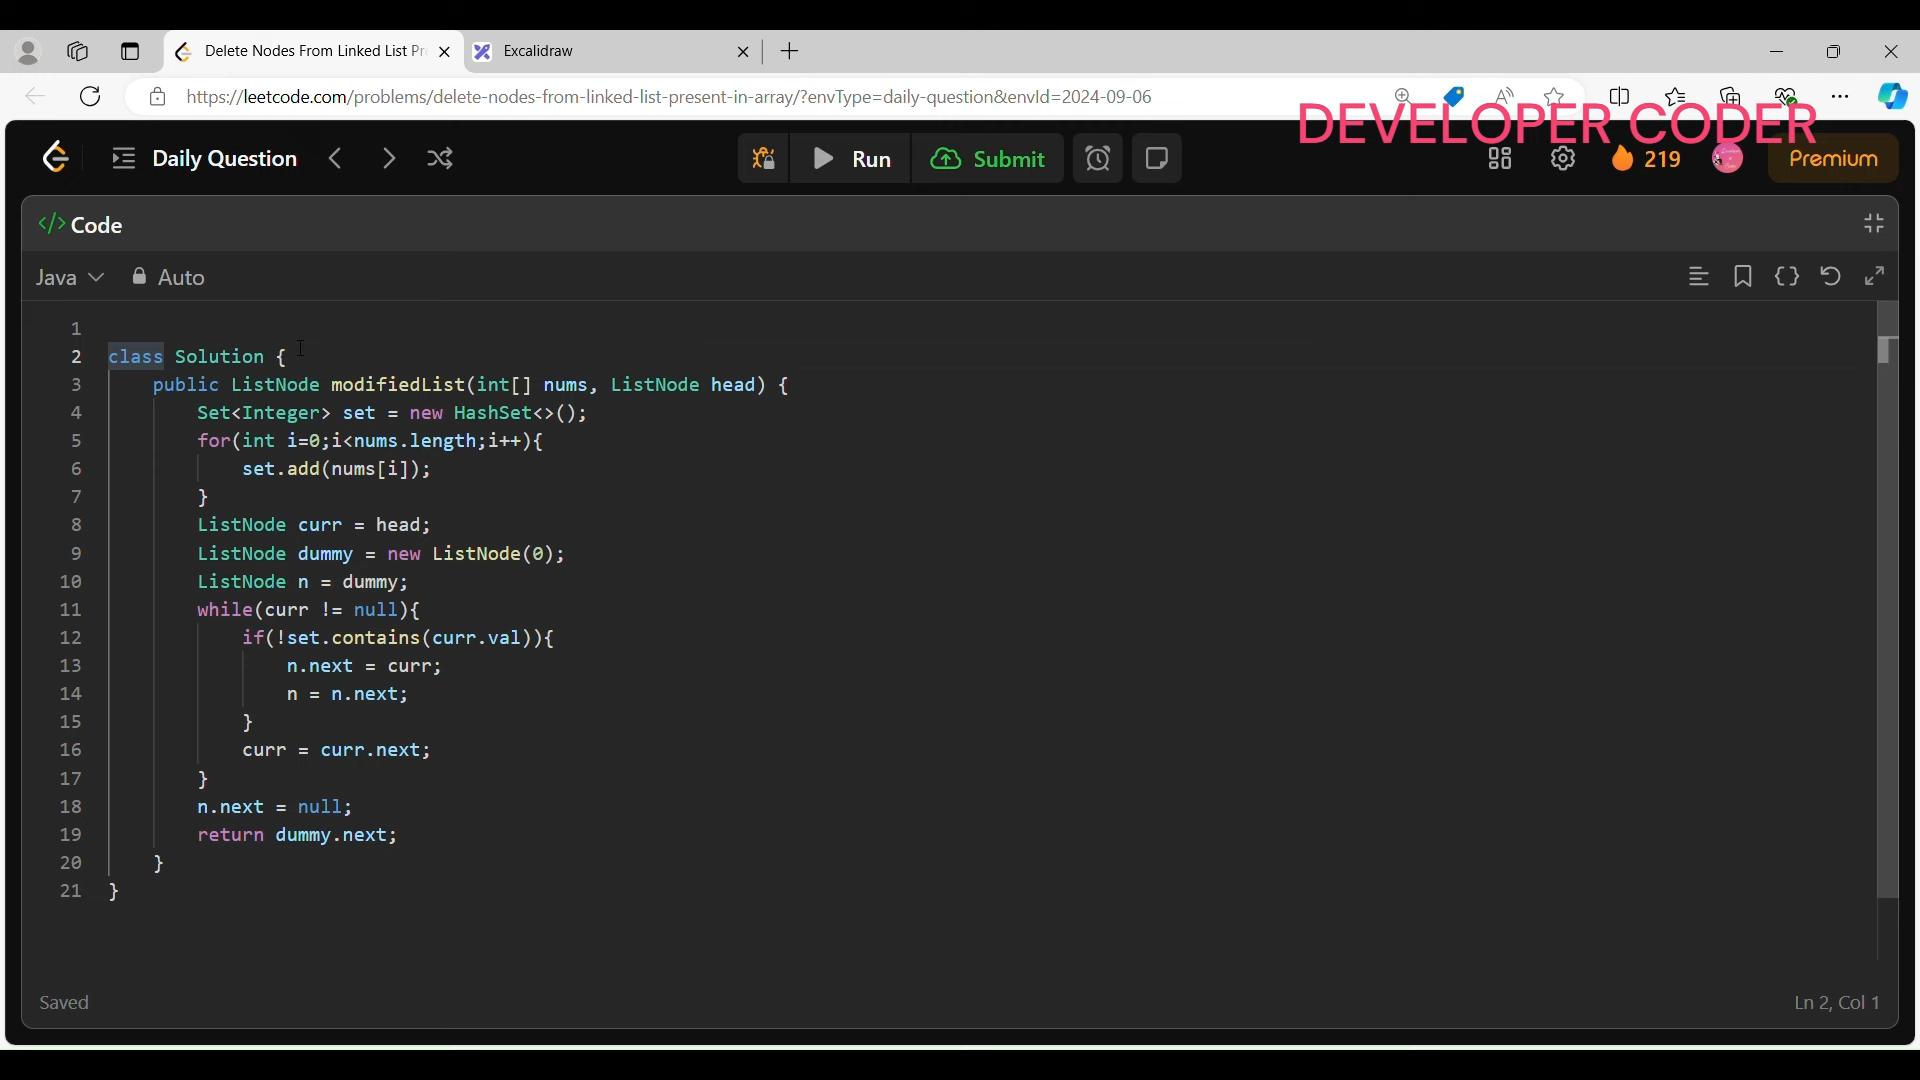 Delete Nodes From Linked List Pr
Excalidraw
https://leetcode.com/problems/delete-nodes-from-linked-list-present-in-array/?envType=daily-question&envId=2024-09-06
DEVELOPER CODER
Daily Question
Run
Submit
219
Premium
</> Code
Java
Auto
1
2 class Solution {
3 public ListNode modifiedList(int[] nums, ListNode head) {
4 Set<Integer> set = new HashSet<>();
5 for(int i=0;i<nums.length;i++){
6 set.add(nums[i]);
7 }
8 ListNode curr = head;
9 ListNode dummy = new ListNode(0);
10 ListNode n = dummy;
11 while(curr != null){
12 if(!set.contains(curr.val)){
13 n.next = curr;
14 n = n.next;
15 }
16 curr = curr.next;
17 }
18 n.next = null;
19 return dummy.next;
20 }
21 }
Saved
Ln 2, Col 1